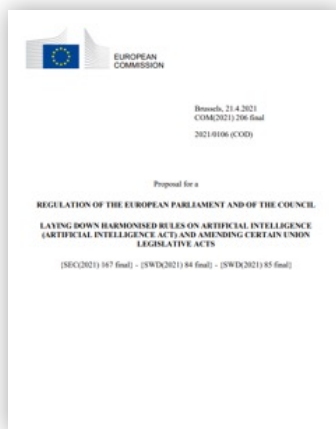 EUROPEAN
COMMISSION
Brussels, 21.4.2021
COM(2021) 206 final
2021/0106 (COD)
Proposal for a
REGULATION OF THE EUROPEAN PARLIAMENT AND OF THE COUNCIL
LAYING DOWN HARMONISED RULES ON ARTIFICIAL INTELLIGENCE
(ARTIFICIAL INTELLIGENCE ACT) AND AMENDING CERTAIN UNION
LEGISLATIVE ACTS
{SEC(2021) 167 final} - {SWD(2021) 84 final} - {SWD(2021) 85 final}